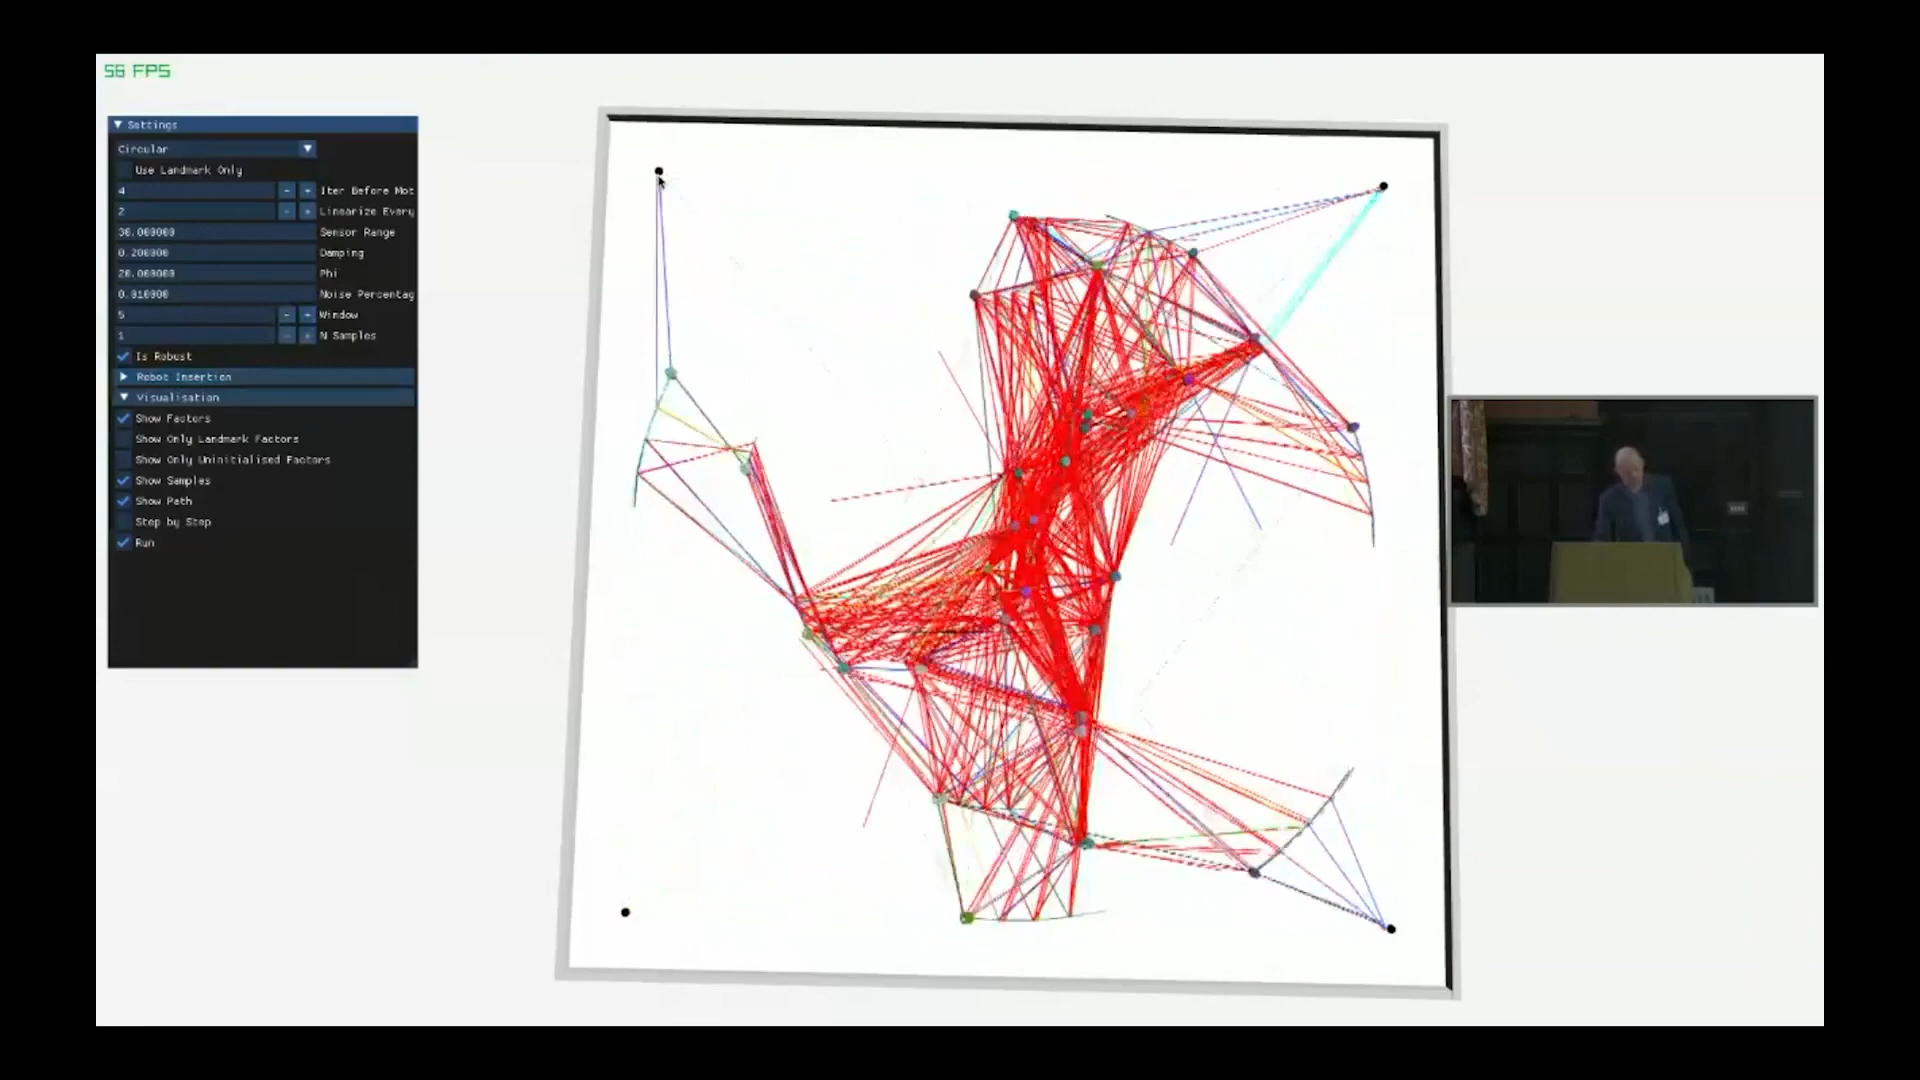 56 FPS
Settings
Circular
Use Landmark Only
4 - + Iter Before Mot
2 - + Linearize Every
30.000000 Sensor Range
0.200000 Damping
20.000000 Phi
0.010000 Noise Percentag
5 - + Window
1 - + N Samples
Is Robust
Robot Insertion
Visualisation
Show Factors
Show Only Landmark Factors
Show Only Uninitialised Factors
Show Samples
Show Path
Step by Step
Run